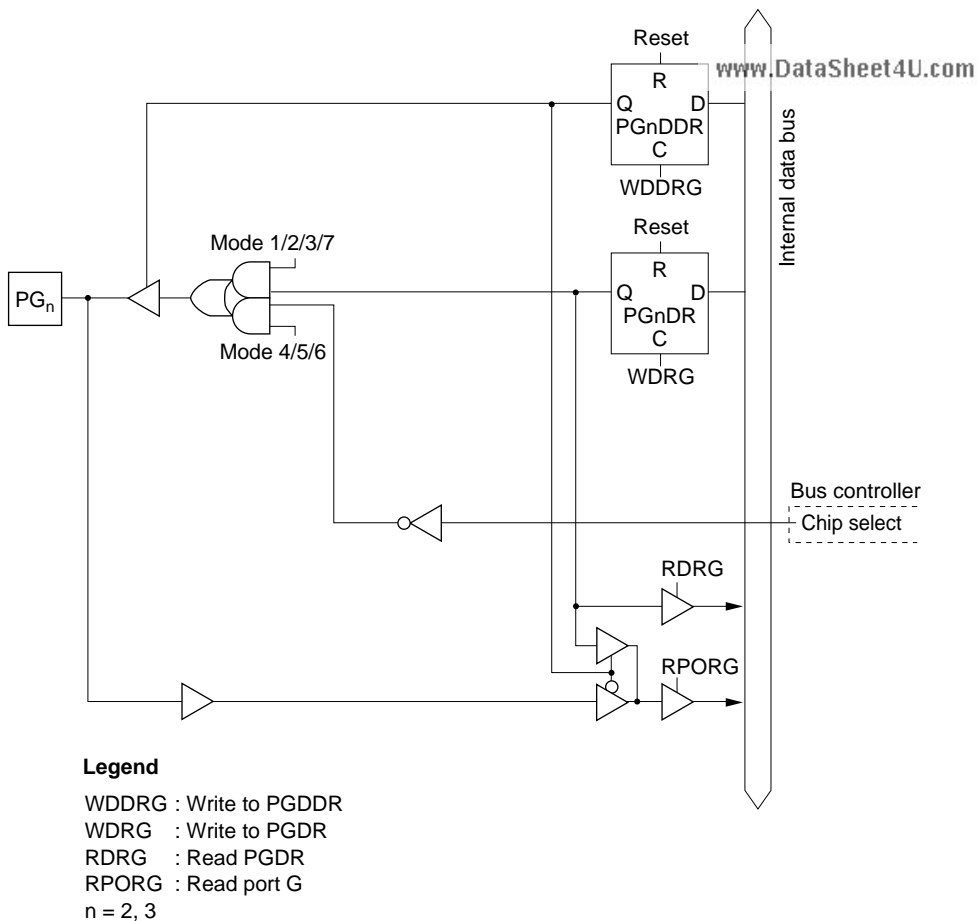 Reset
www.DataSheet4U.com
R
Q D
PGnDDR
C
WDDRG
Internal data bus
Reset
Mode 1/2/3/7
R
Q D
PGnDR
C
WDRG
PGn
Mode 4/5/6
Bus controller
Chip select
RDRG
RPORG
Legend
WDDRG : Write to PGDDR
WDRG : Write to PGDR
RDRG : Read PGDR
RPORG : Read port G
n = 2, 3